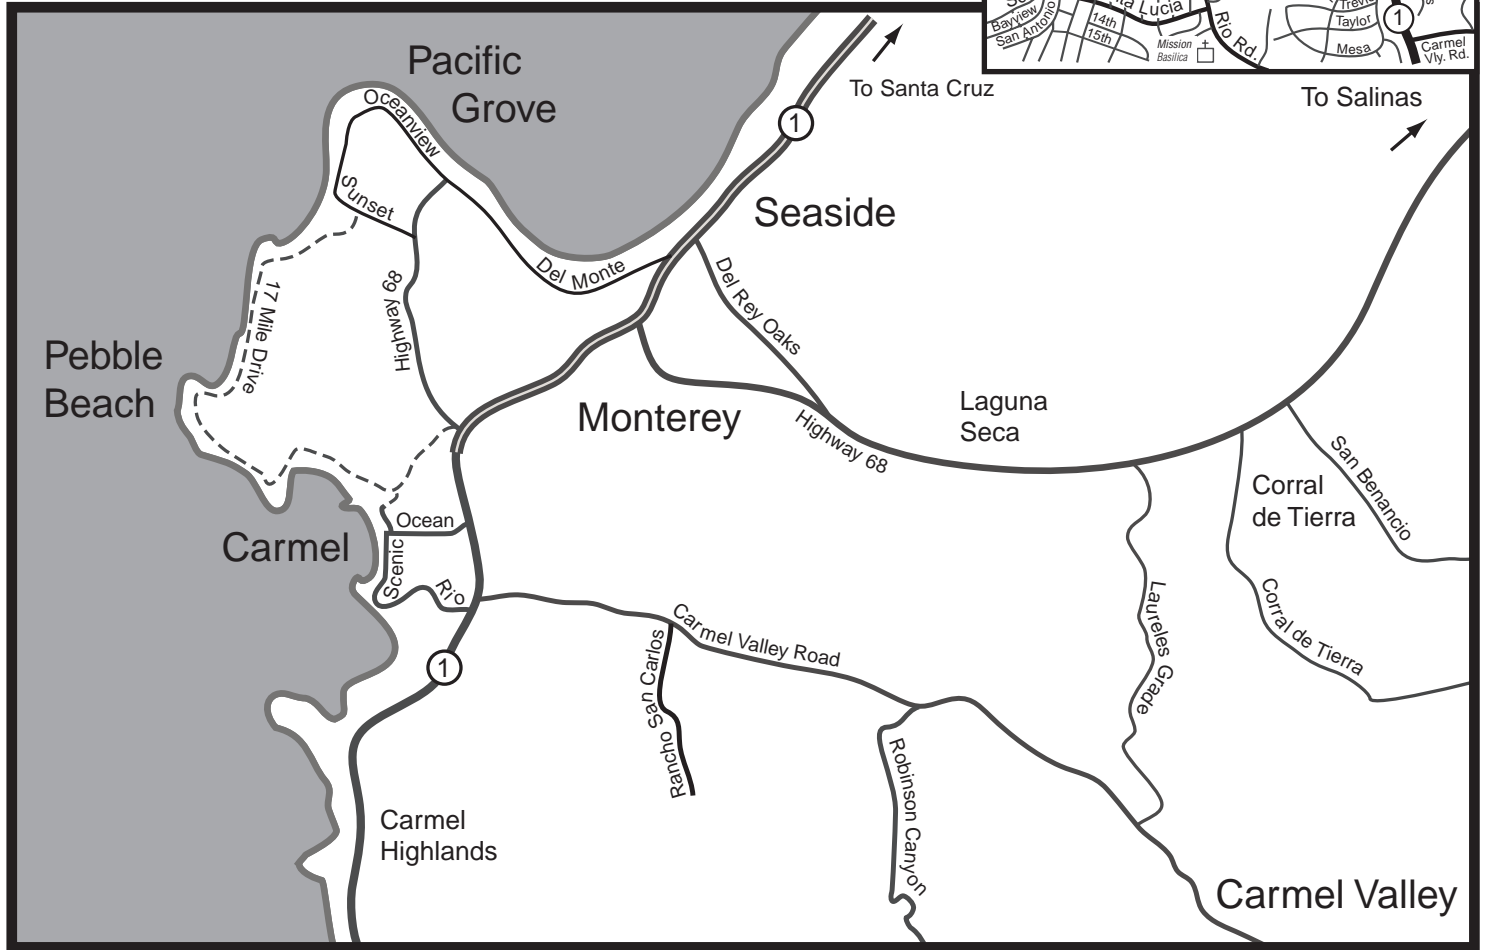 Pacific
Grove
Oceanview
Sunset
17 Mile Drive
Highway 68
Del Monte
Pebble
Beach
Carmel
Ocean
Scenic
Rio
1
Carmel
Highlands
Monterey
Seaside
1
To Santa Cruz
Del Rey Oaks
Highway 68
Laguna
Seca
To Salinas
Corral
de Tierra
San Benancio
Corral de Tierra
Laureles Grade
Carmel Valley Road
Rancho San Carlos
Robinson Canyon
Carmel Valley
Bayview
San Antonio
14th
15th
Lucia
Mission
Basilica
Rio Rd.
Taylor
Mesa
1
Carmel
Vly. Rd.